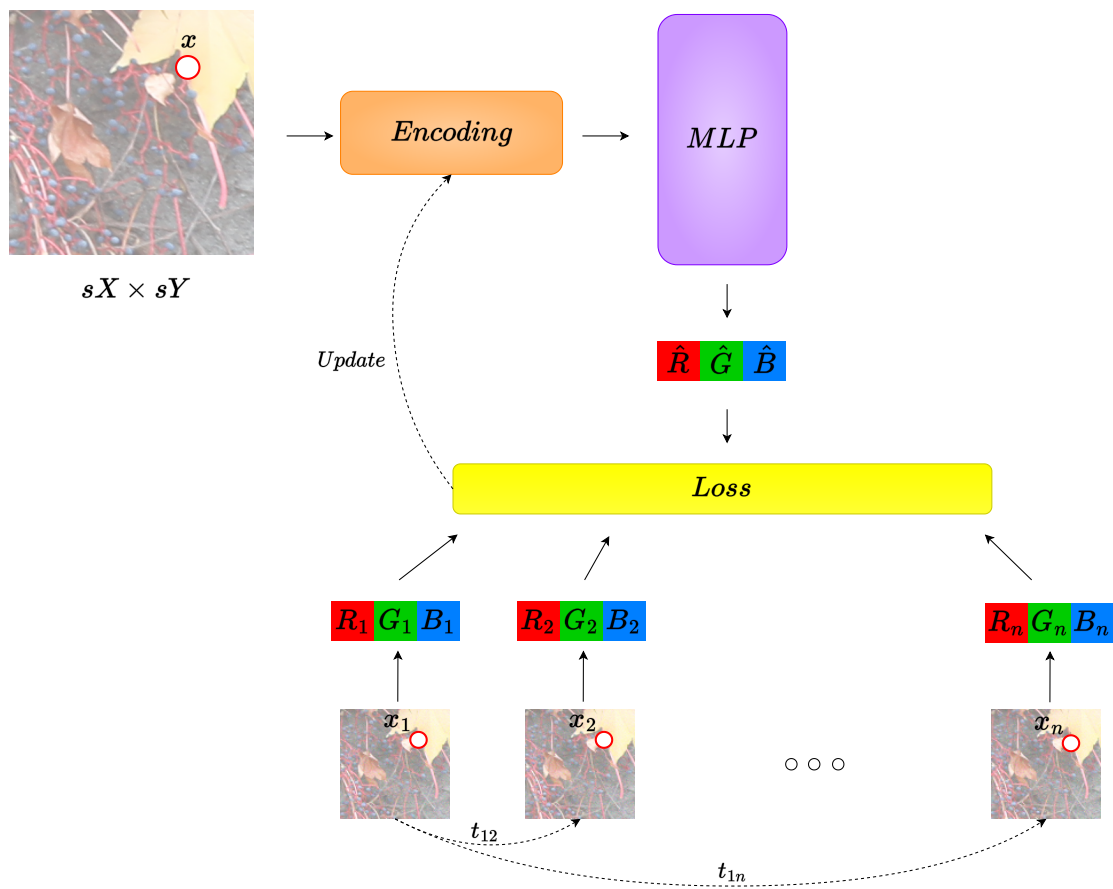 x
Encoding
MLP
sX × sY
Update
R̂ Ĝ B̂
Loss
R₁ G₁ B₁
R₂ G₂ B₂
Rₙ Gₙ Bₙ
x₁
x₂
xₙ
t₁₂
t₁ₙ